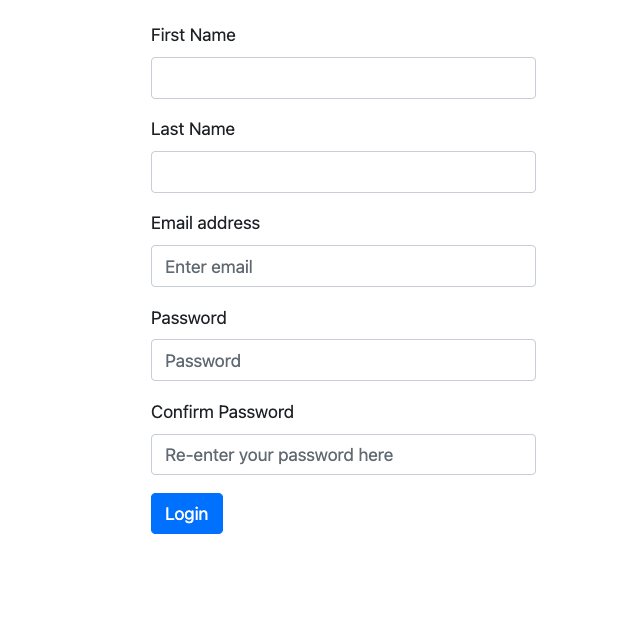 First Name
Last Name
Email address
Enter email
Password
Password
Confirm Password
Re-enter your password here
Login